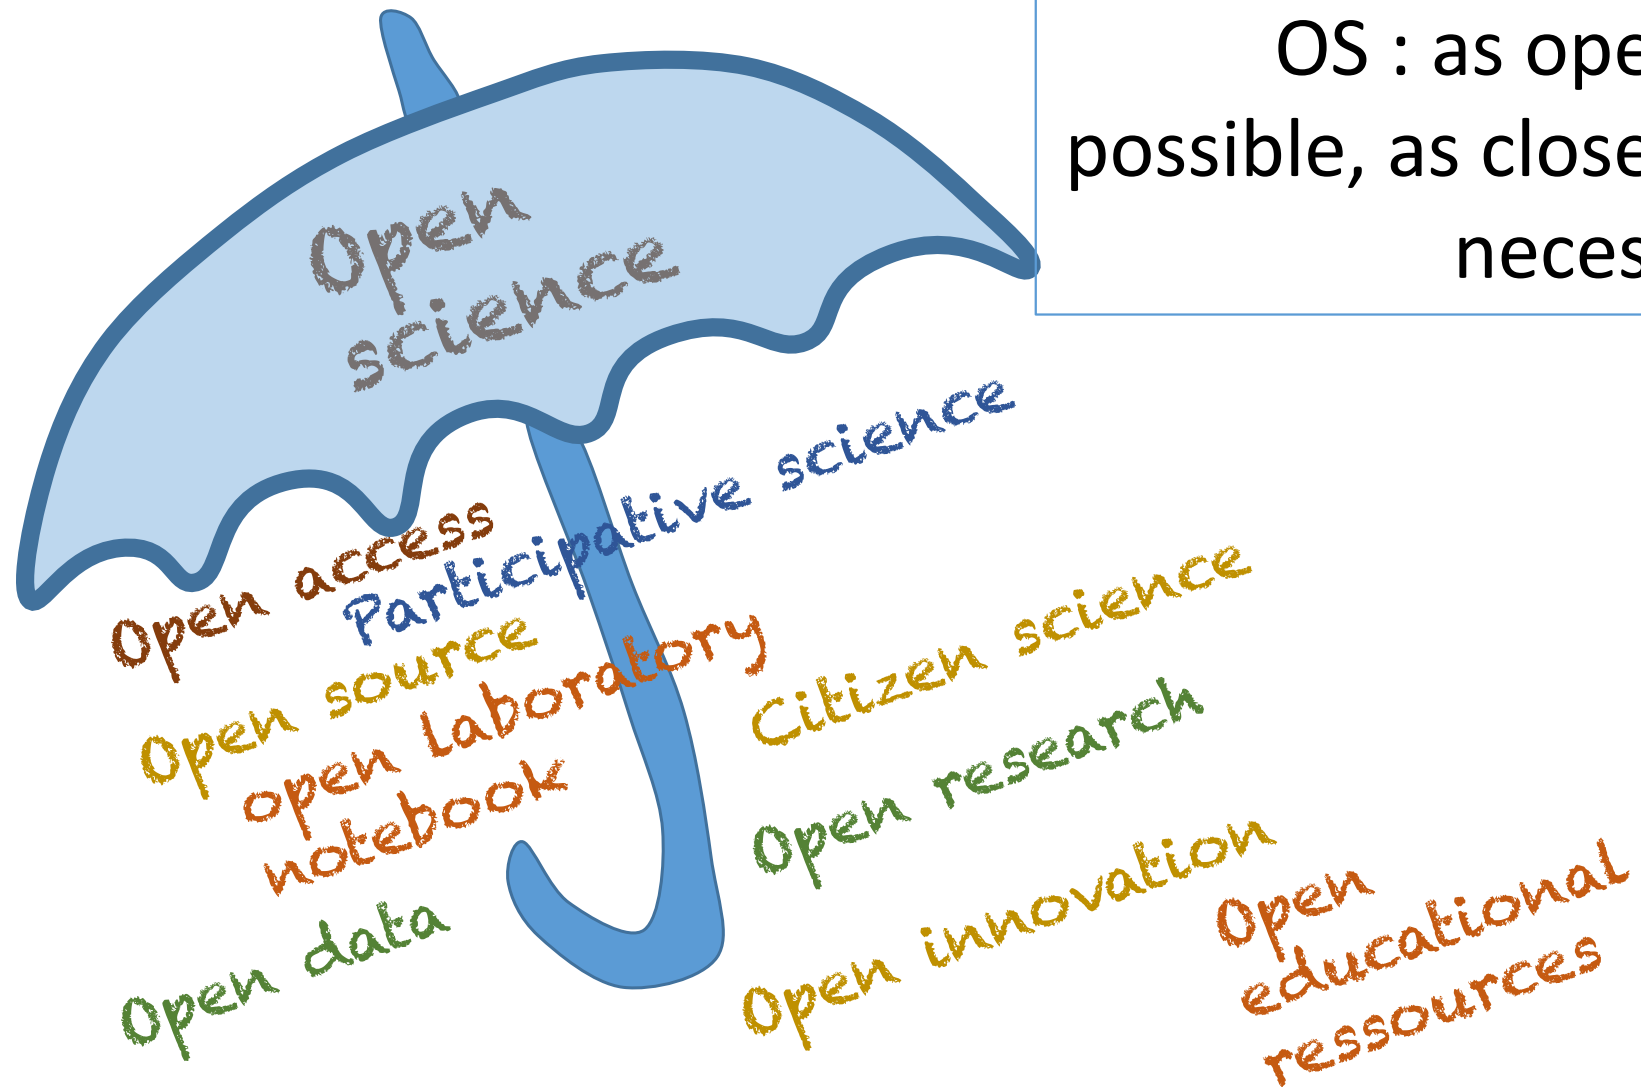 OS : as ope
possible, as close
neces
Open
science
Open access
Participative science
Open source
open laboratory
notebook
Open data
Citizen science
Open research
Open innovation
Open
educational
ressources